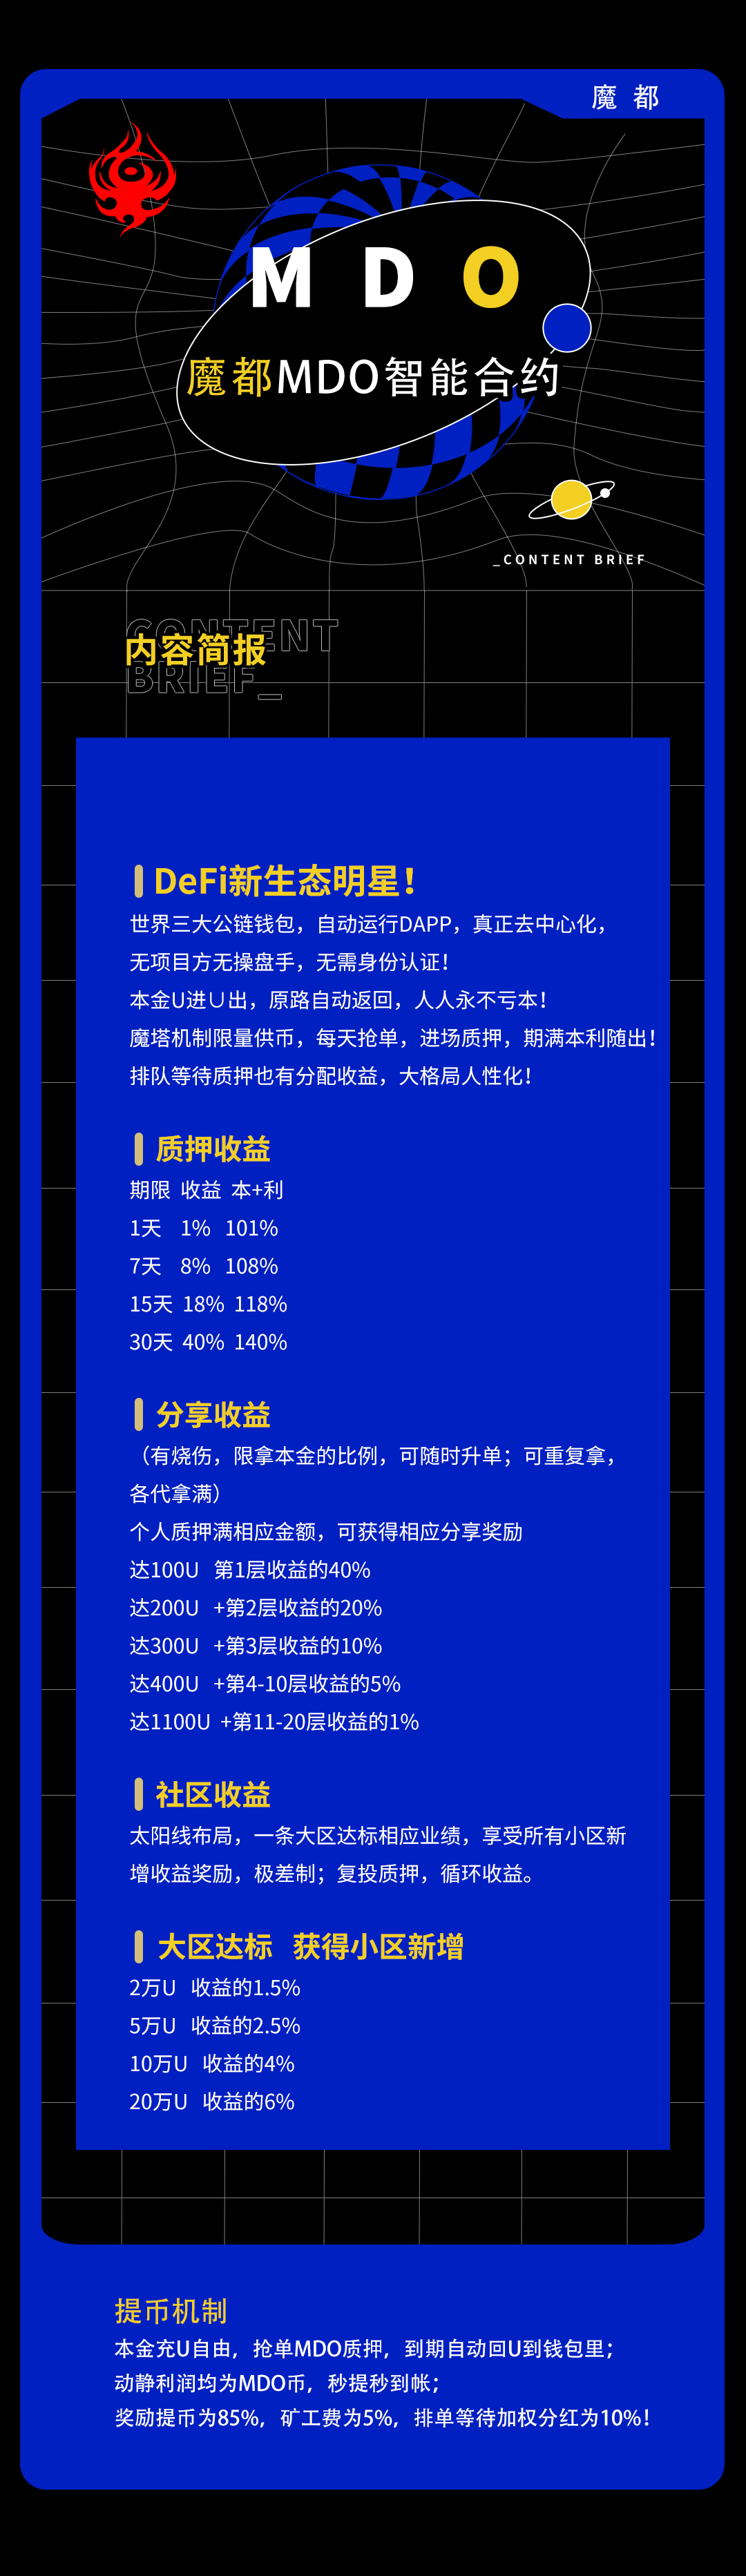 魔 都
M D O
魔都MDO智能合约
_CONTENT BRIEF
CONTENT
内容简报
BRIEF_
DeFi新生态明星！
世界三大公链钱包，自动运行DAPP，真正去中心化，
无项目方无操盘手，无需身份认证！
本金U进∪出，原路自动返回，人人永不亏本！
魔塔机制限量供币，每天抢单，进场质押，期满本利随出！
排队等待质押也有分配收益，大格局人性化！
质押收益
期限 收益 本+利
1天 1% 101%
7天 8% 108%
15天 18% 118%
30天 40% 140%
分享收益
（有烧伤，限拿本金的比例，可随时升单；可重复拿，
各代拿满）
个人质押满相应金额，可获得相应分享奖励
达100U 第1层收益的40%
达200U +第2层收益的20%
达300U +第3层收益的10%
达400U +第4-10层收益的5%
达1100U +第11-20层收益的1%
社区收益
太阳线布局，一条大区达标相应业绩，享受所有小区新
增收益奖励，极差制；复投质押，循环收益。
大区达标 获得小区新增
2万U 收益的1.5%
5万U 收益的2.5%
10万U 收益的4%
20万U 收益的6%
提币机制
本金充U自由，抢单MDO质押，到期自动回U到钱包里；
动静利润均为MDO币，秒提秒到帐；
奖励提币为85%，矿工费为5%，排单等待加权分红为10%！